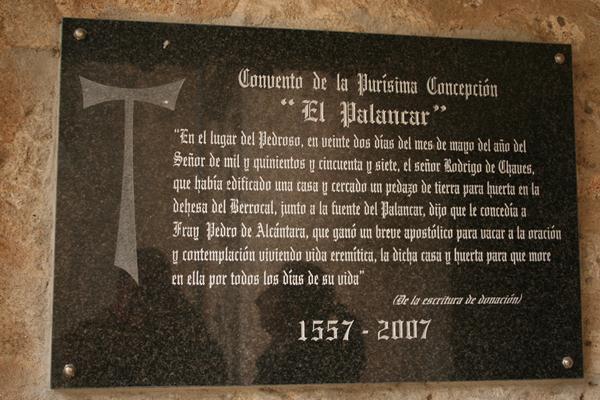 Convento de la Purísima Concepción
“El Palancar”
“En el lugar del Pedroso, en veinte dos días del mes de mayo del año del
Señor de mil y quinientos y cincuenta y siete, el señor Rodrigo de Chaves,
que había edificado una casa y cercado un pedazo de tierra para huerta en la
dehesa del Berrocal, junto a la fuente del Palancar, dijo que le concedía a
Fray Pedro de Alcántara, que ganó un breve apostólico para vacar a la oración
y contemplación viviendo vida eremítica, la dicha casa y huerta para que more
en ella por todos los días de su vida”
(De la escritura de donación)
1557 - 2007